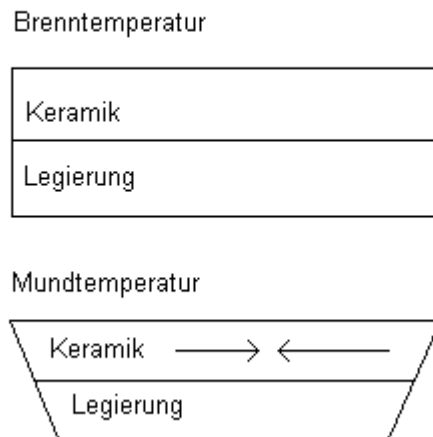 Brenntemperatur
Keramik
Legierung
Mundtemperatur
Keramik
Legierung